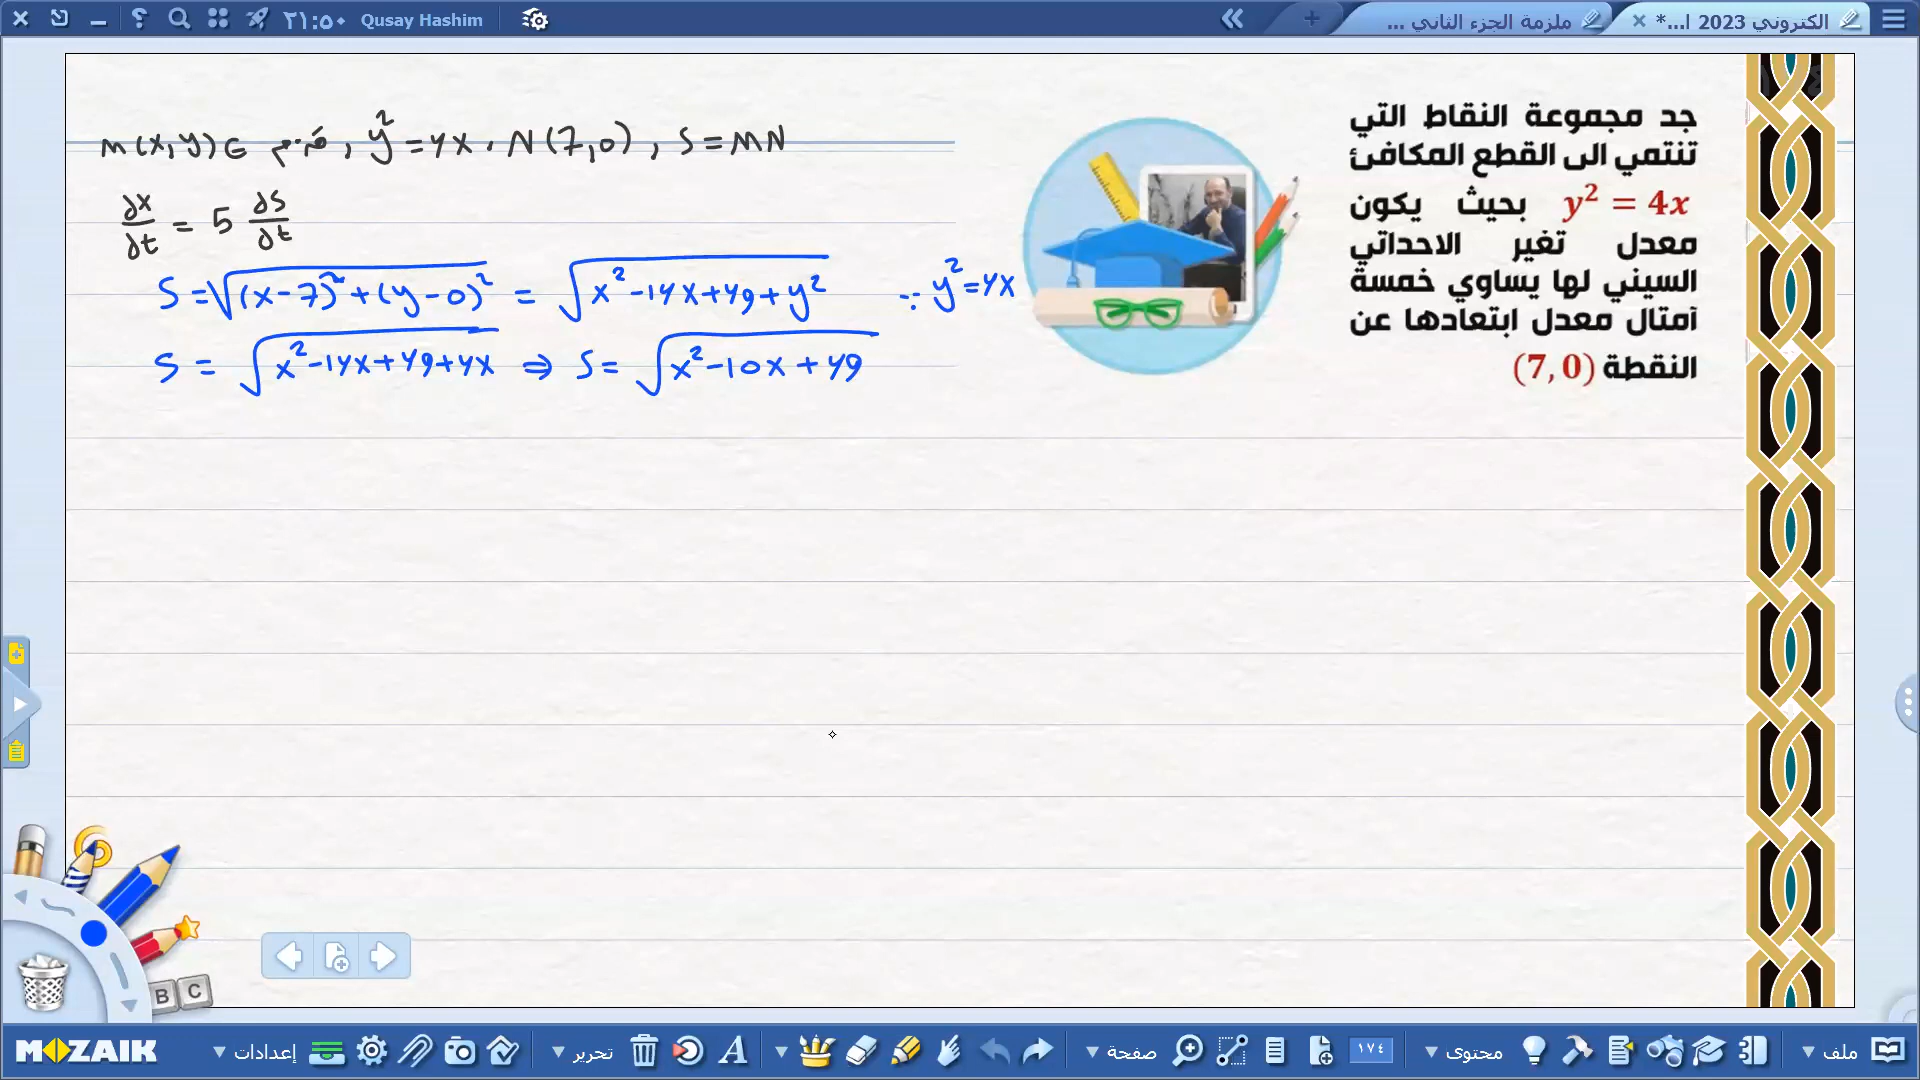 ٢١:٥٠ Qusay Hashim
ملزمة الجزء الثاني ...
الكتروني 2023 ا...*
m(x,y) ∈ قزم , y² = 4x , N(7,0) , S = MN
dx/dt = 5 ds/dt
S = √((x-7)² + (y-0)²) = √(x² - 14x + 49 + y²) ∵ y² = 4x
S = √(x² - 14x + 49 + 4x) ⇒ S = √(x² - 10x + 49)
جد مجموعة النقاط التي
تنتمي الى القطع المكافئ
y² = 4x بحيث يكون
معدل تغير الاحداثي
السيني لها يساوي خمسة
أمثال معدل ابتعادها عن
النقطة (7, 0)
B C
MOZAIK
إعدادات
تحرير
صفحة
١٧٤
محتوى
ملف